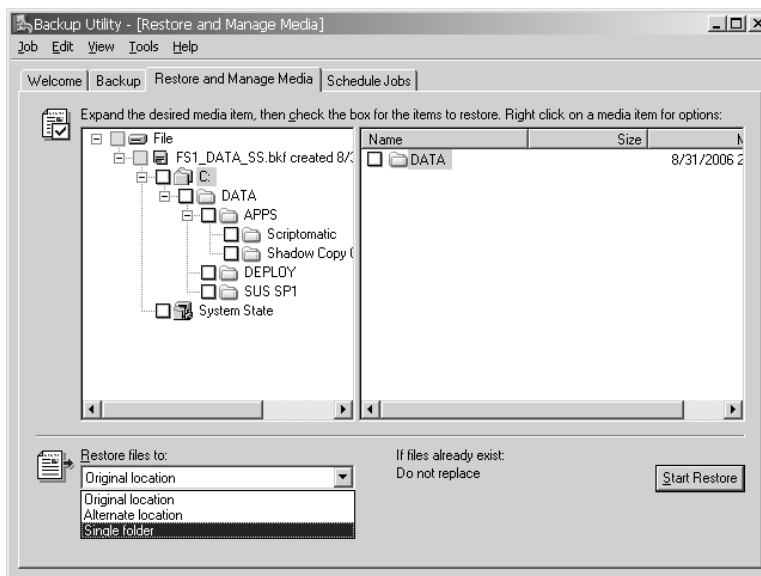 Backup Utility - [Restore and Manage Media]
Job Edit View Tools Help
Welcome Backup Restore and Manage Media Schedule Jobs
Expand the desired media item, then check the box for the items to restore. Right click on a media item for options:
File
FS1_DATA_SS.bkf created 8/
C:
DATA
APPS
Scriptomatic
Shadow Copy
DEPLOY
SUS SP1
System State
Name Size
DATA 8/31/2006 2
Restore files to:
Original location
Original location
Alternate location
Single folder
If files already exist:
Do not replace
Start Restore